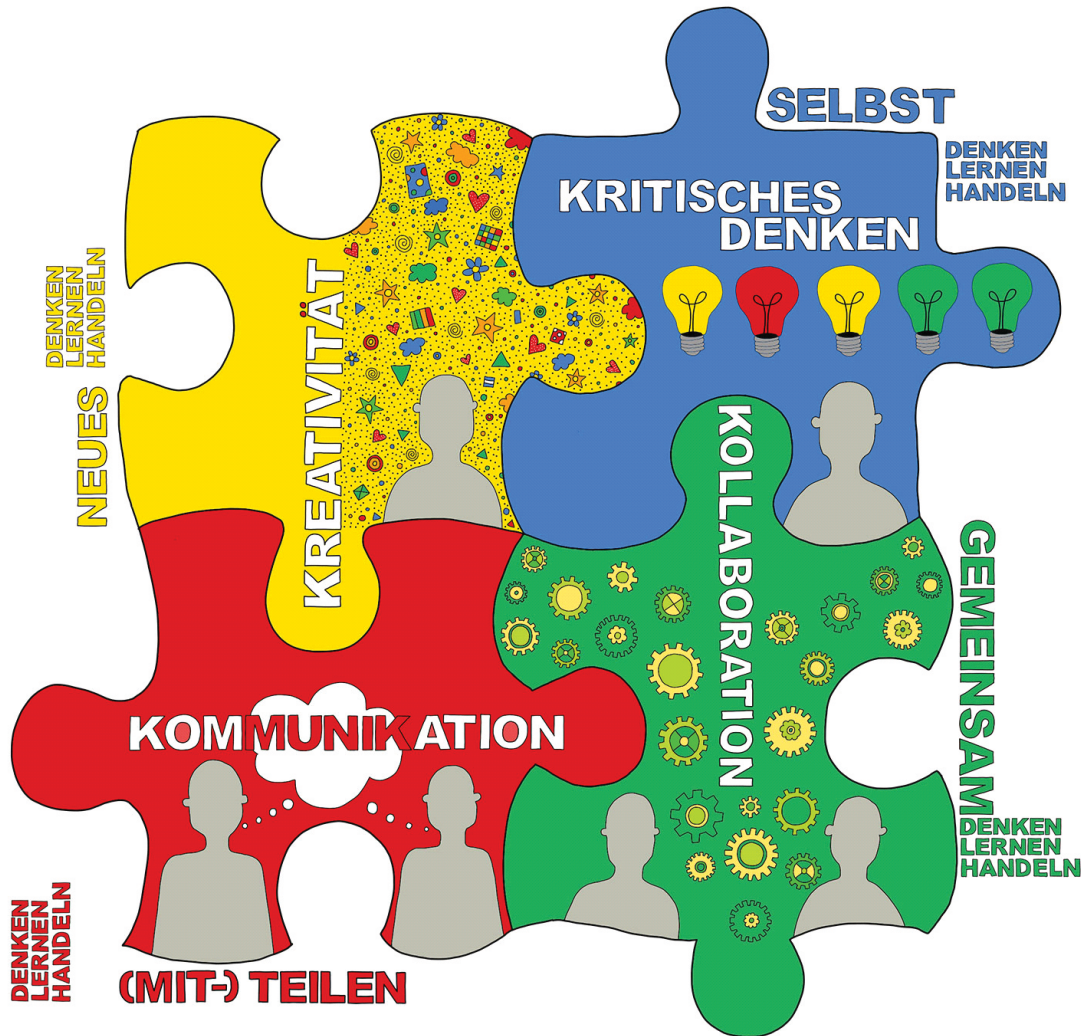 SELBST
DENKEN
LERNEN
HANDELN
KRITISCHES
DENKEN
NEUES
DENKEN
LERNEN
HANDELN
KREATIVITÄT
KOLLABORATION
GEMEINSAM
DENKEN
LERNEN
HANDELN
KOMMUNIKATION
(MIT-) TEILEN
DENKEN
LERNEN
HANDELN